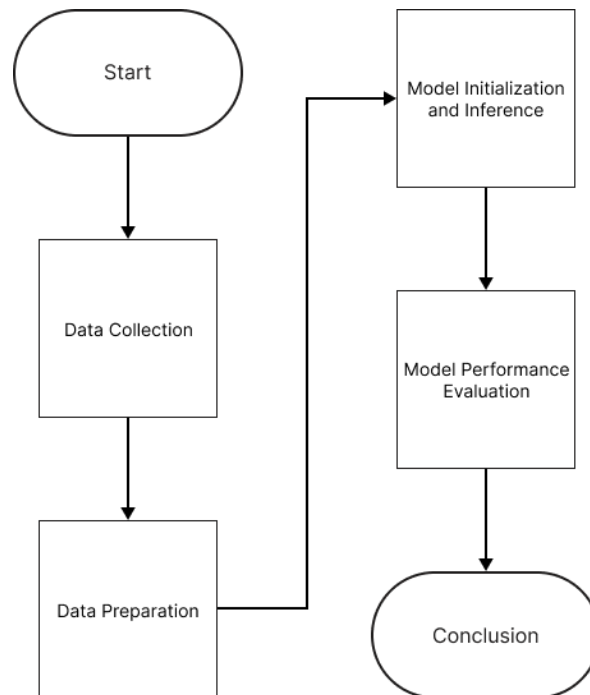 Start
Data Collection
Data Preparation
Model Initialization
and Inference
Model Performance
Evaluation
Conclusion